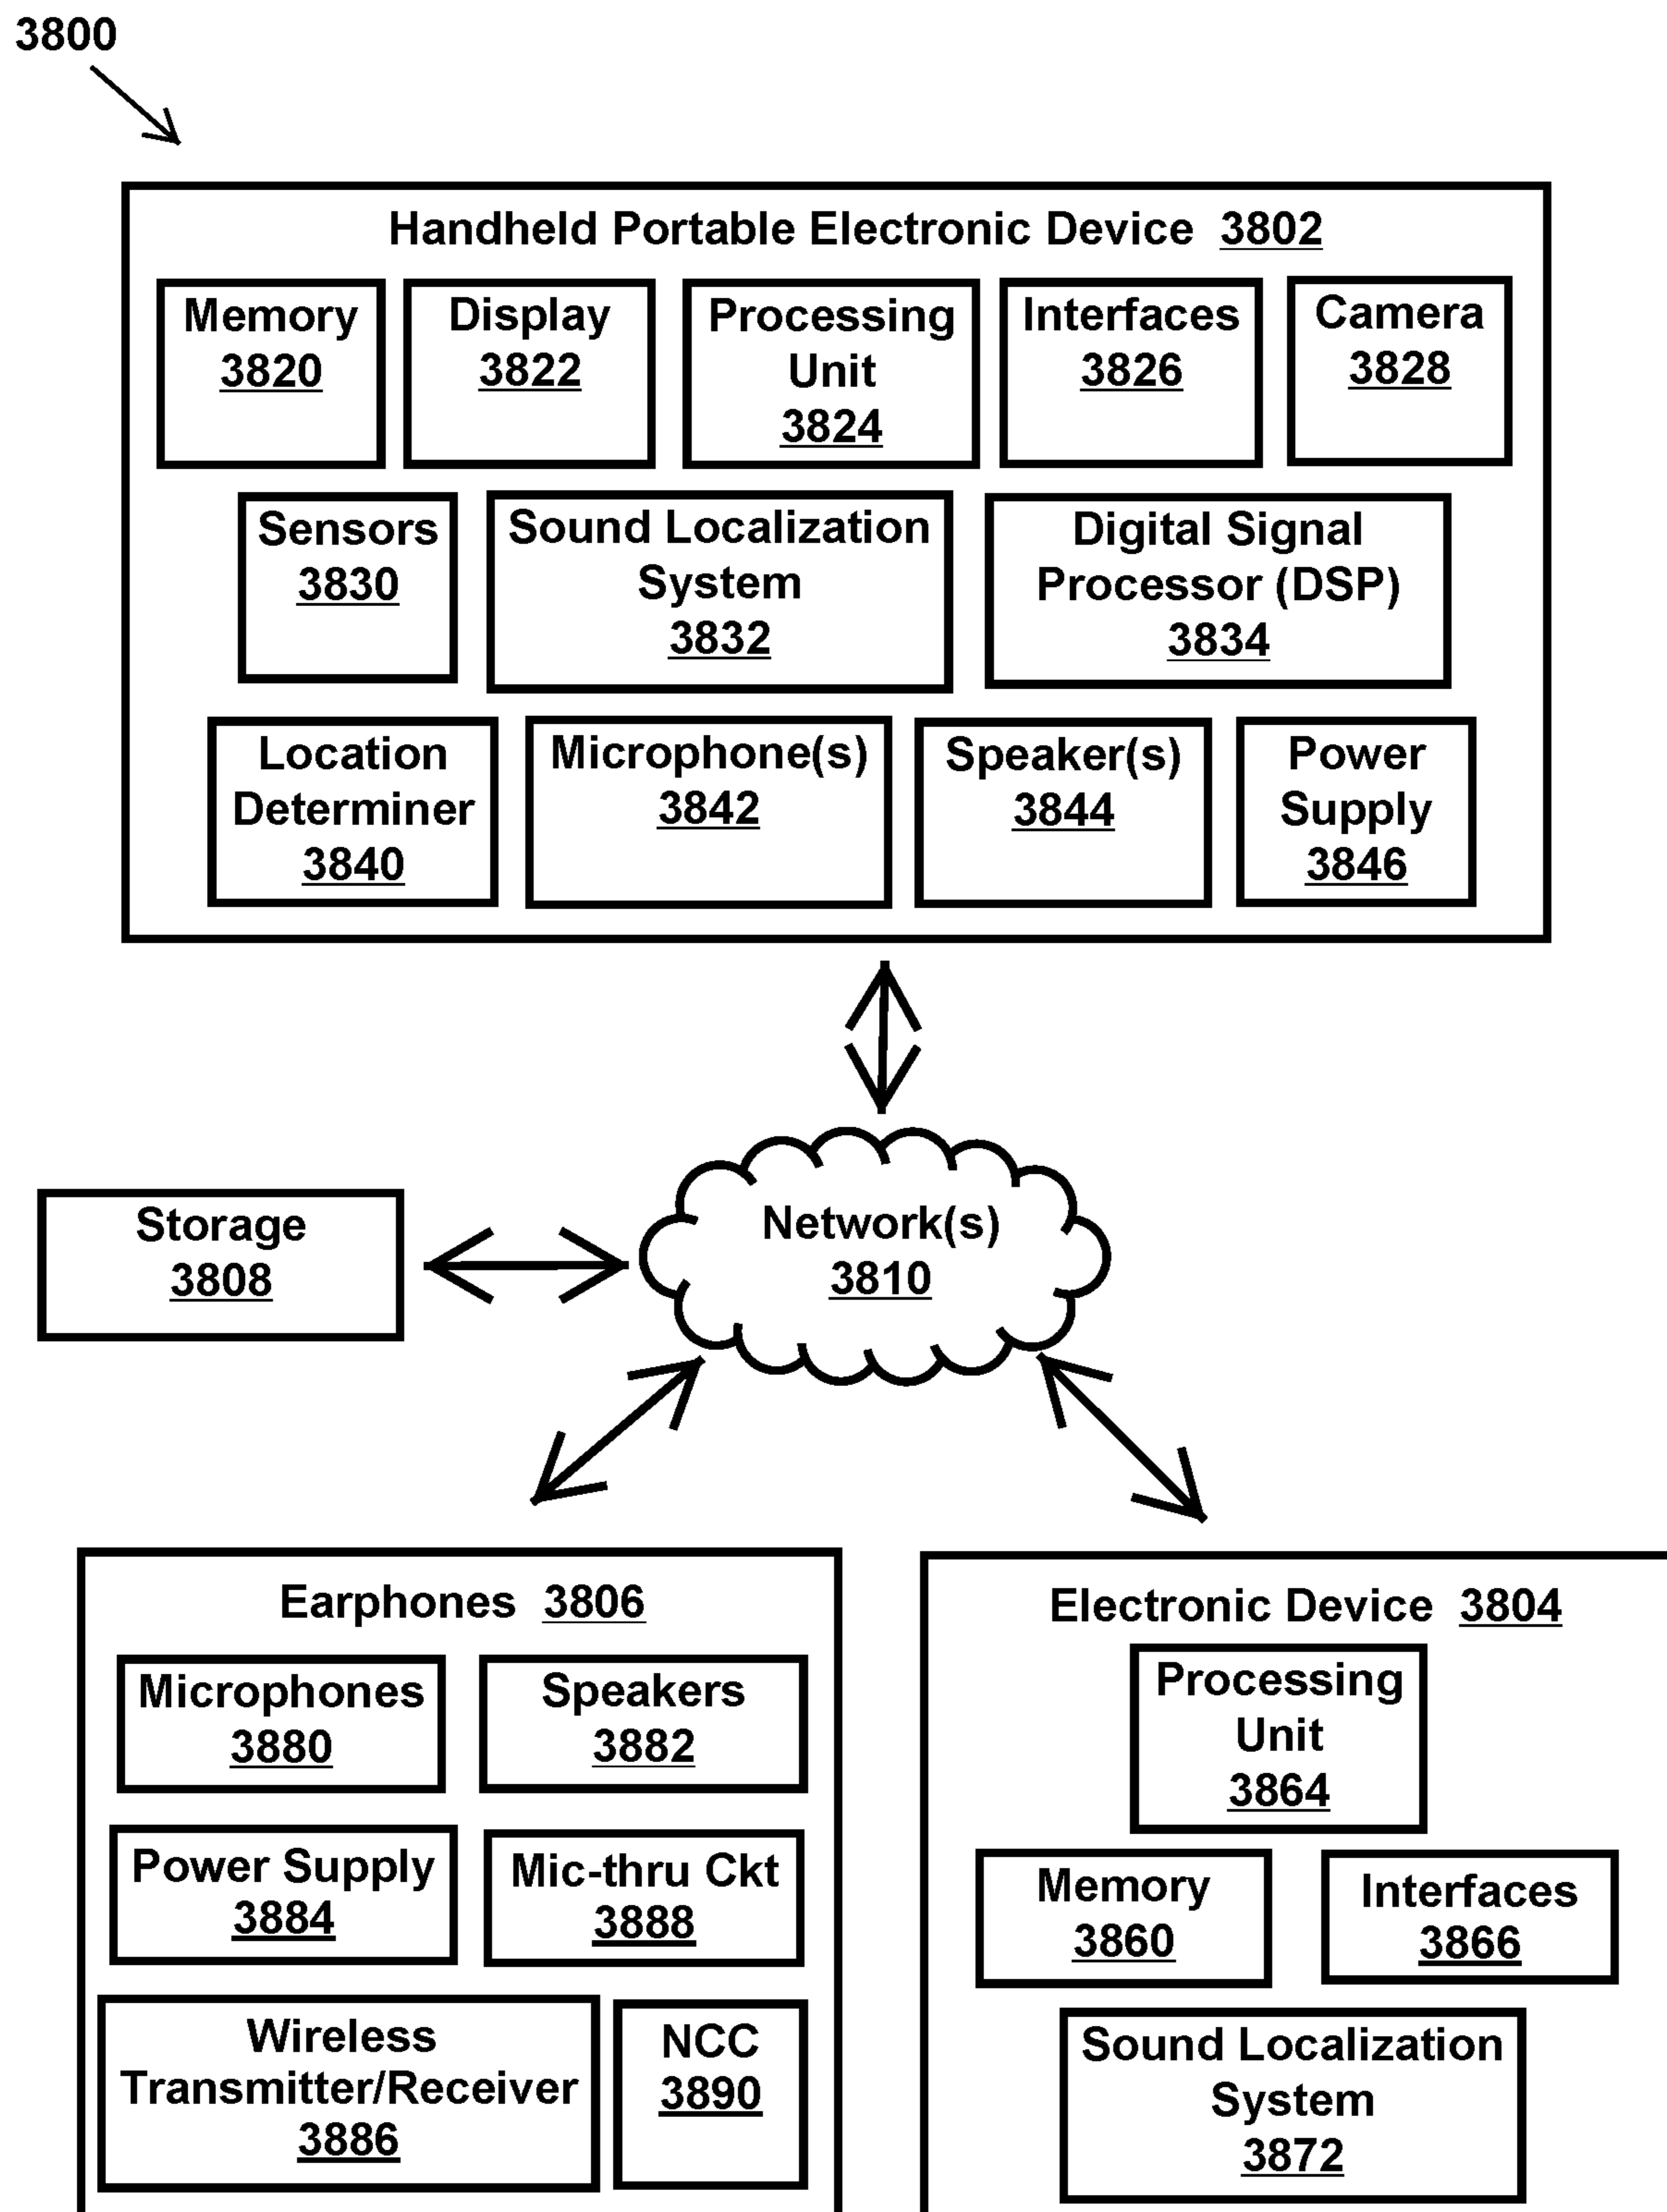 3800
Handheld Portable Electronic Device 3802
Memory
3820
Display
3822
Processing
Unit
3824
Interfaces
3826
Camera
3828
Sensors
3830
Sound Localization
System
3832
Digital Signal
Processor (DSP)
3834
Location
Determiner
3840
Microphone(s)
3842
Speaker(s)
3844
Power
Supply
3846
Storage
3808
Network(s)
3810
Earphones 3806
Microphones
3880
Speakers
3882
Power Supply
3884
Mic-thru Ckt
3888
Wireless
Transmitter/Receiver
3886
NCC
3890
Electronic Device 3804
Processing
Unit
3864
Memory
3860
Interfaces
3866
Sound Localization
System
3872